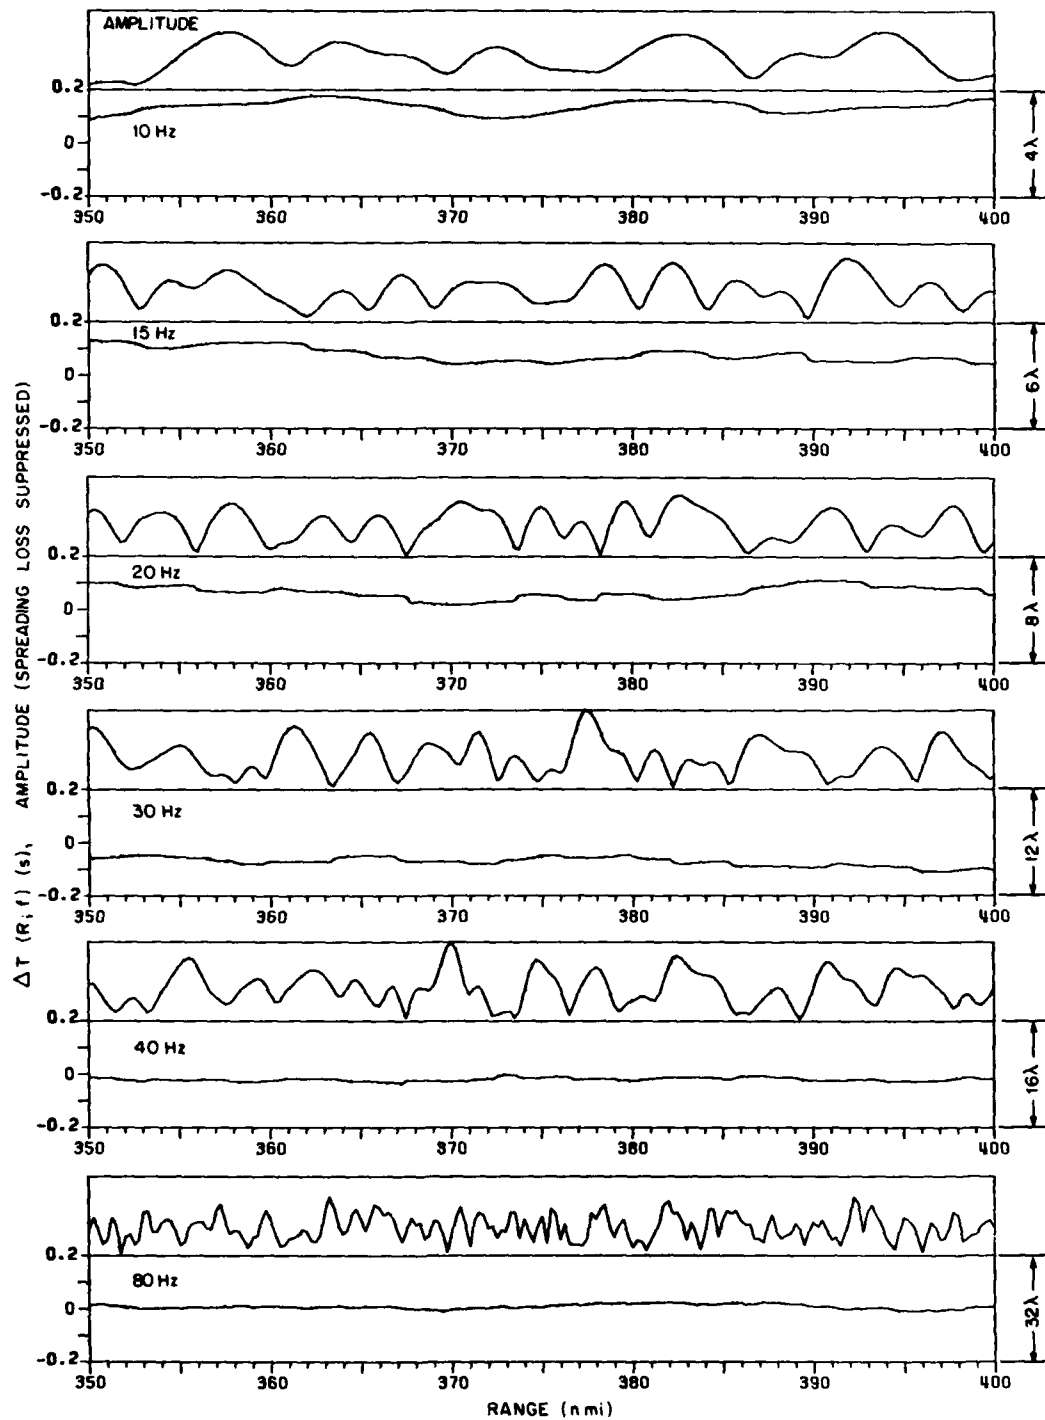 AMPLITUDE
0.2
10 Hz
0
-0.2
4λ
350 360 370 380 390 400
0.2
15 Hz
0
-0.2
6λ
350 360 370 380 390 400
0.2
20 Hz
0
-0.2
8λ
350 360 370 380 390 400
0.2
30 Hz
0
-0.2
12λ
350 360 370 380 390 400
0.2
40 Hz
0
-0.2
16λ
350 360 370 380 390 400
0.2
80 Hz
0
-0.2
32λ
350 360 370 380 390 400
RANGE (nmi)
ΔT (R; f) (s), AMPLITUDE (SPREADING LOSS SUPPRESSED)